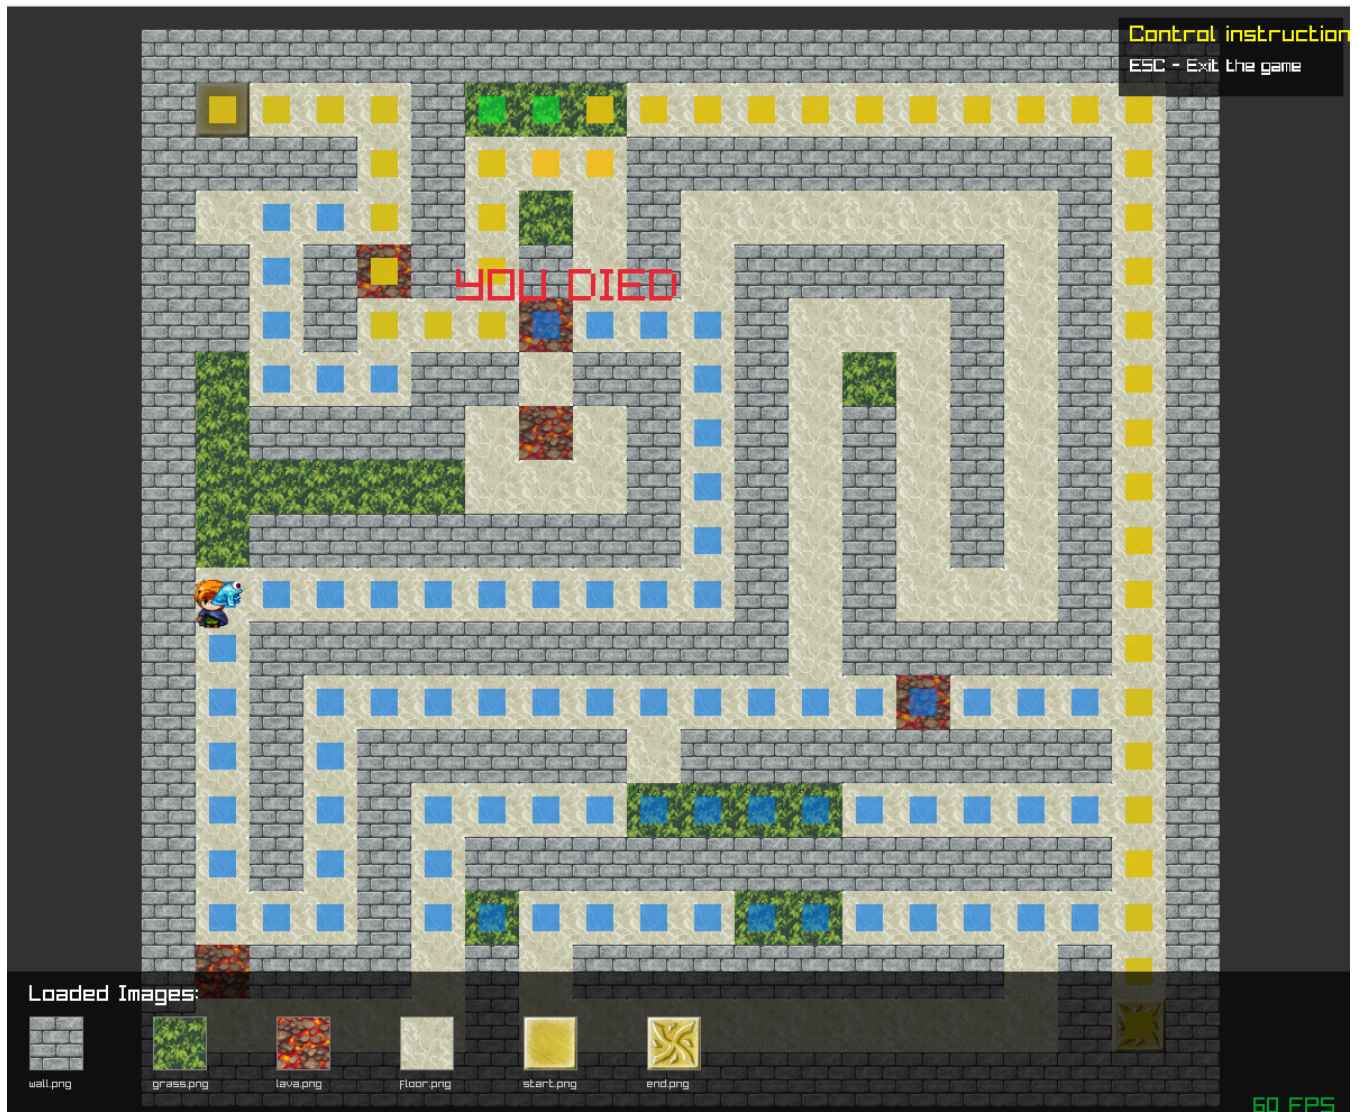 Control instruction
ESC - Exit the game
YOU DIED
Loaded Images:
wall.png
grass.png
lava.png
floor.png
start.png
end.png
60 FPS